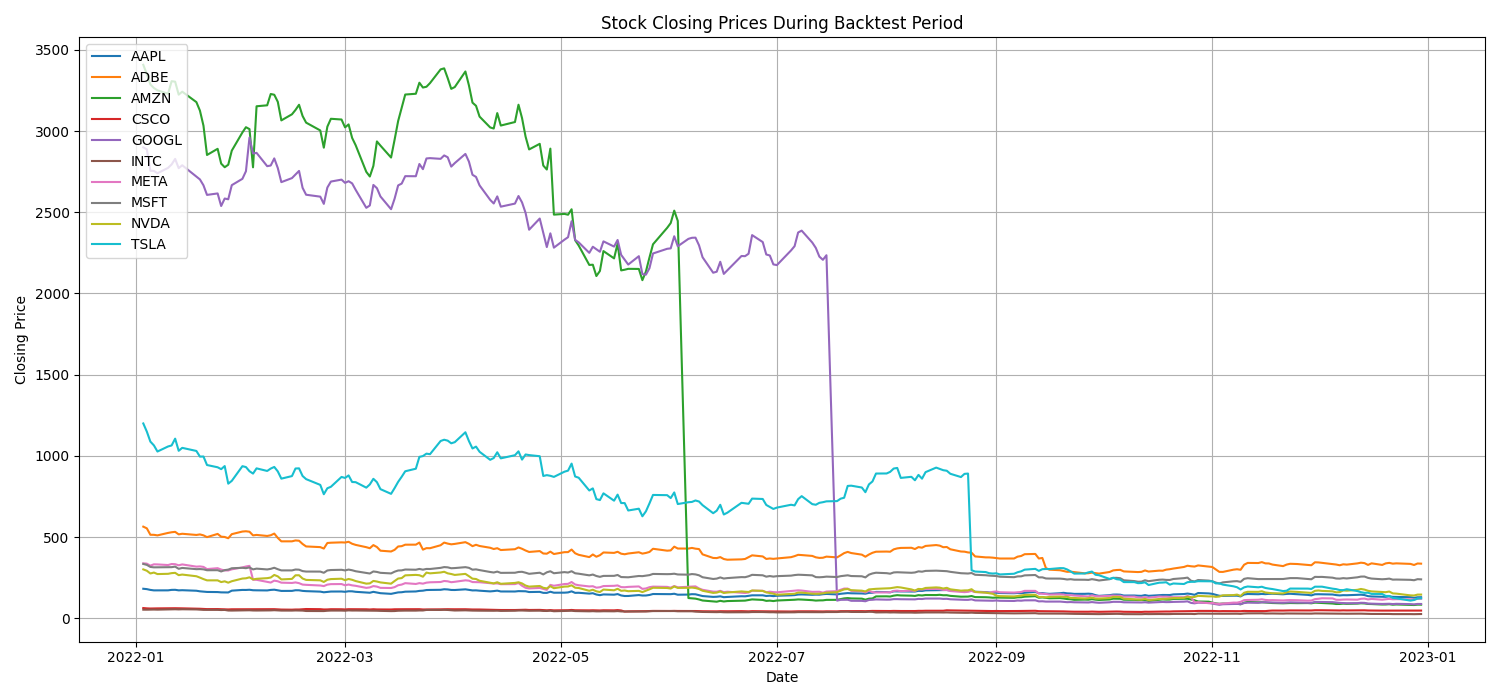 Stock Closing Prices During Backtest Period
AAPL
ADBE
AMZN
CSCO
GOOGL
INTC
META
MSFT
NVDA
TSLA
3500
3000
2500
2000
1500
1000
500
0
Closing Price
2022-01
2022-03
2022-05
2022-07
2022-09
2022-11
2023-01
Date